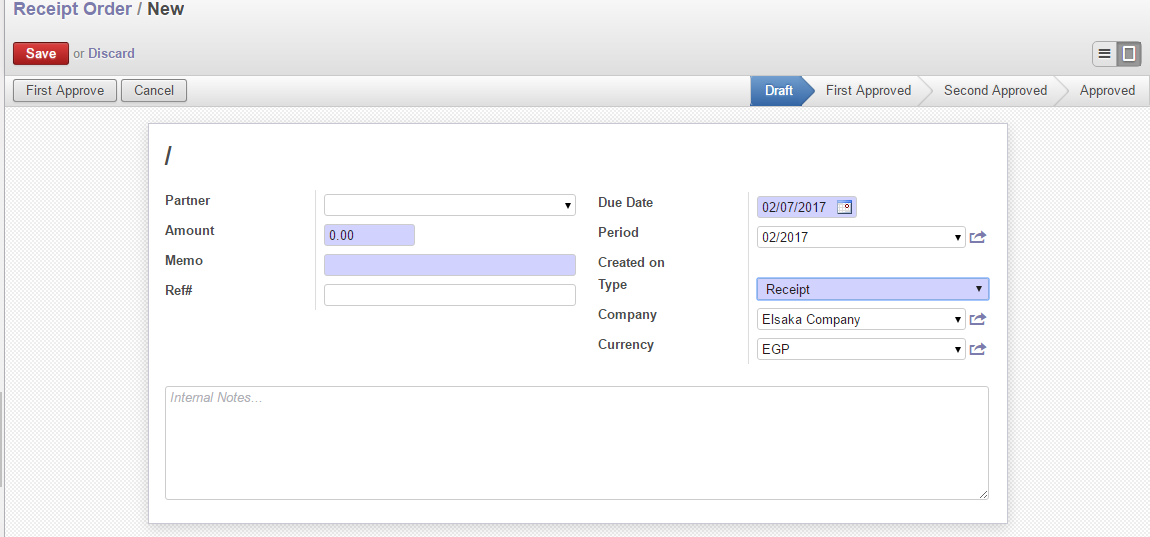 Receipt Order / New
Save or Discard
First Approve Cancel Draft First Approved Second Approved Approved
/
Partner
Amount 0.00
Memo
Ref#
Due Date 02/07/2017
Period 02/2017
Created on
Type Receipt
Company Elsaka Company
Currency EGP
Internal Notes...